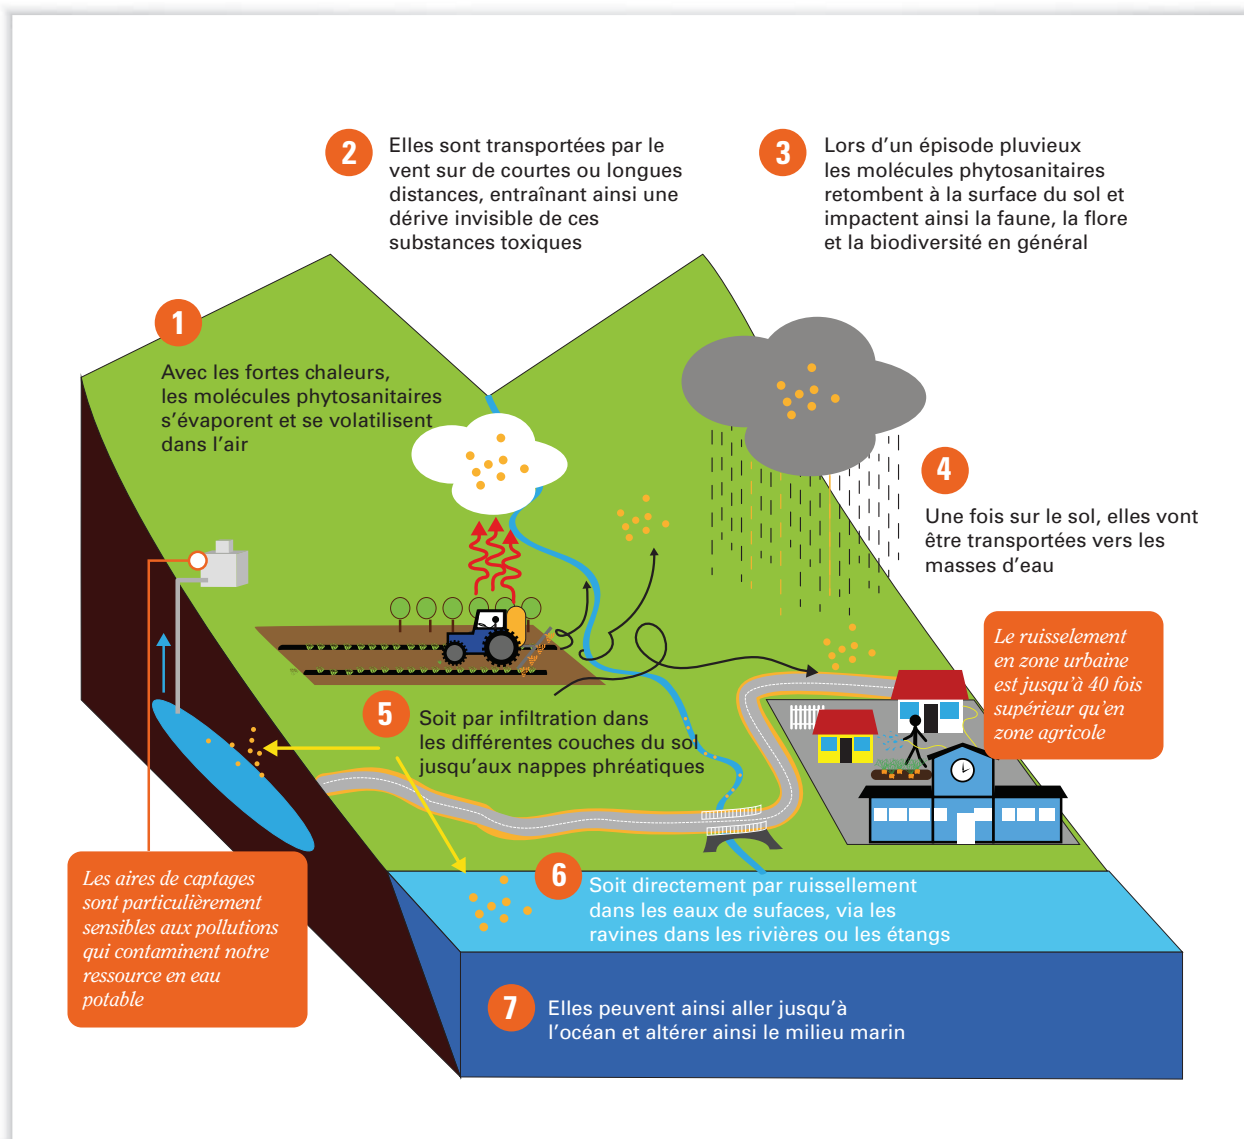 2
Elles sont transportées par le
vent sur de courtes ou longues
distances, entraînant ainsi une
dérive invisible de ces
substances toxiques
3
Lors d’un épisode pluvieux
les molécules phytosanitaires
retombent à la surface du sol et
impactent ainsi la faune, la flore
et la biodiversité en général
1
Avec les fortes chaleurs,
les molécules phytosanitaires
s’évaporent et se volatilisent
dans l’air
4
Une fois sur le sol, elles vont
être transportées vers les
masses d’eau
Le ruisselement
en zone urbaine
est jusqu’à 40 fois
supérieur qu’en
zone agricole
5
Soit par infiltration dans
les différentes couches du sol
jusqu’aux nappes phréatiques
Les aires de captages
sont particulièrement
sensibles aux pollutions
qui contaminent notre
ressource en eau
potable
6
Soit directement par ruissellement
dans les eaux de sufaces, via les
ravines dans les rivières ou les étangs
7
Elles peuvent ainsi aller jusqu’à
l’océan et altérer ainsi le milieu marin